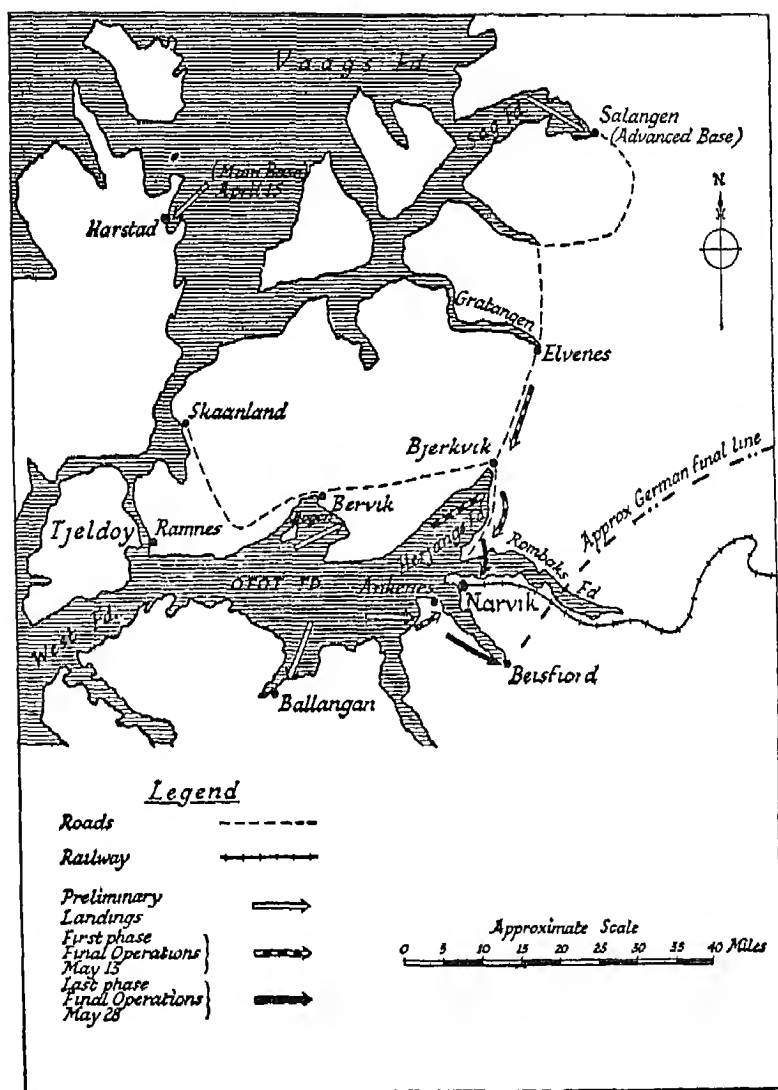 Vaags Fd
Sag Fd
Salangen
(Advanced Base)
(Main Base)
April 15
Harstad
N
Gratangen
Elvenes
Skaanland
Bjerkvik
Approx German final line
Bervik
Bogen
Tjeldoy
Ramnes
Herjangs Fd
Rombaks Fd
Ofot Fd
Ankenes
Narvik
West Fd.
Beisfiord
Ballangan
Legend
Roads
Railway
Preliminary
Landings
First phase
Final Operations
May 13
Last phase
Final Operations
May 28
Approximate Scale
0 5 10 15 20 25 30 35 40 Miles